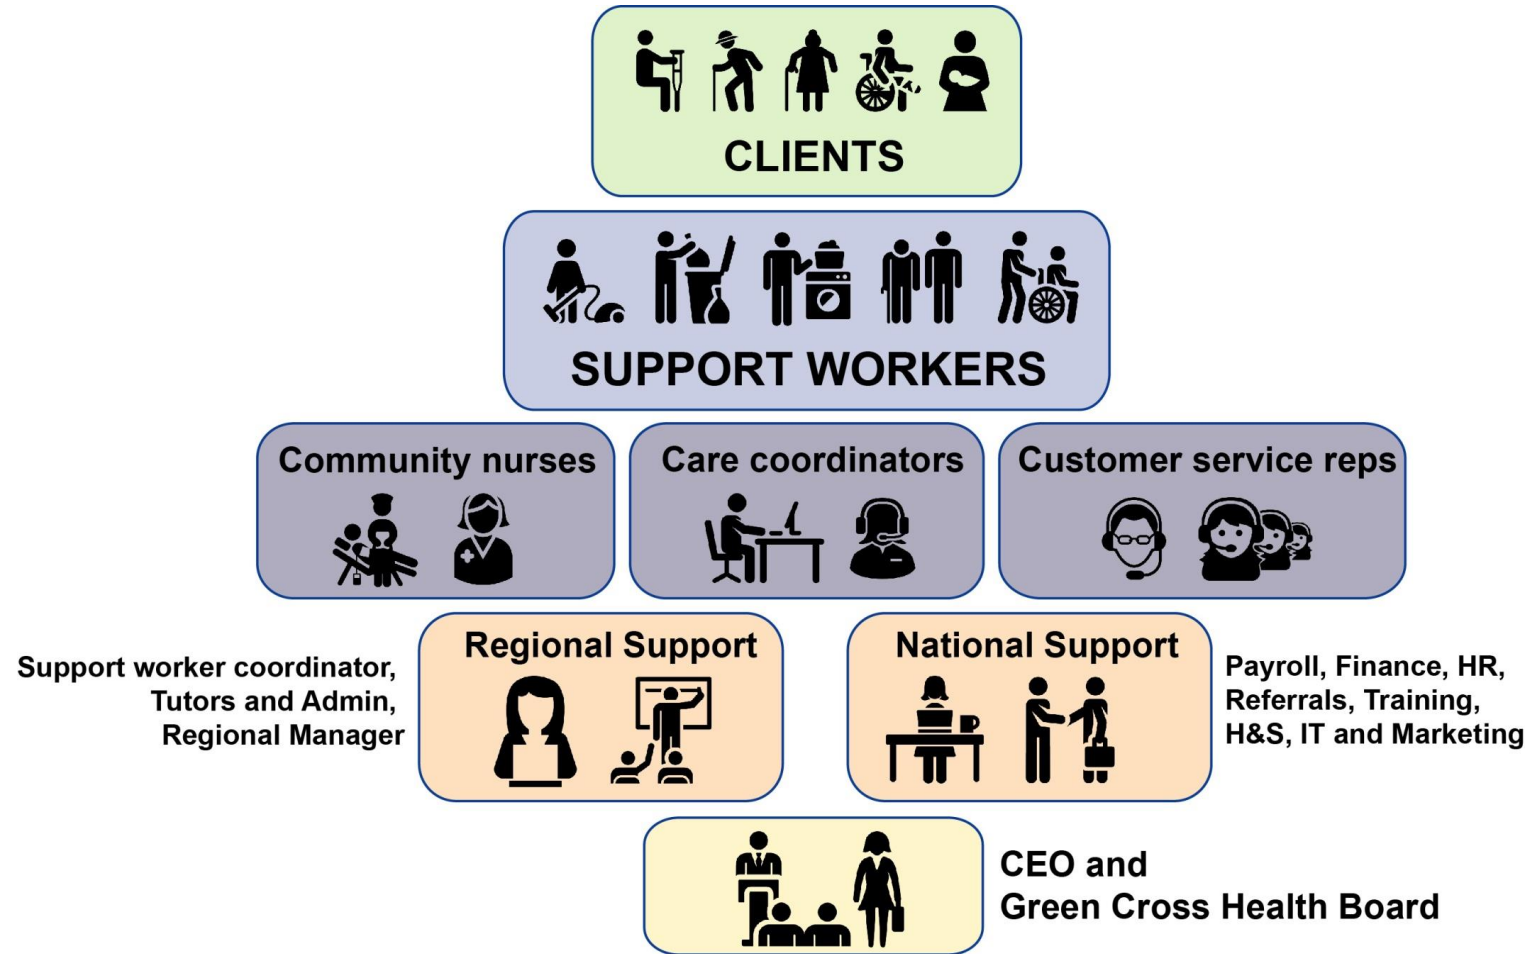 CLIENTS
SUPPORT WORKERS
Community nurses
Care coordinators
Customer service reps
Regional Support
Support worker coordinator,
Tutors and Admin,
Regional Manager
National Support
Payroll, Finance, HR,
Referrals, Training,
H&S, IT and Marketing
CEO and
Green Cross Health Board